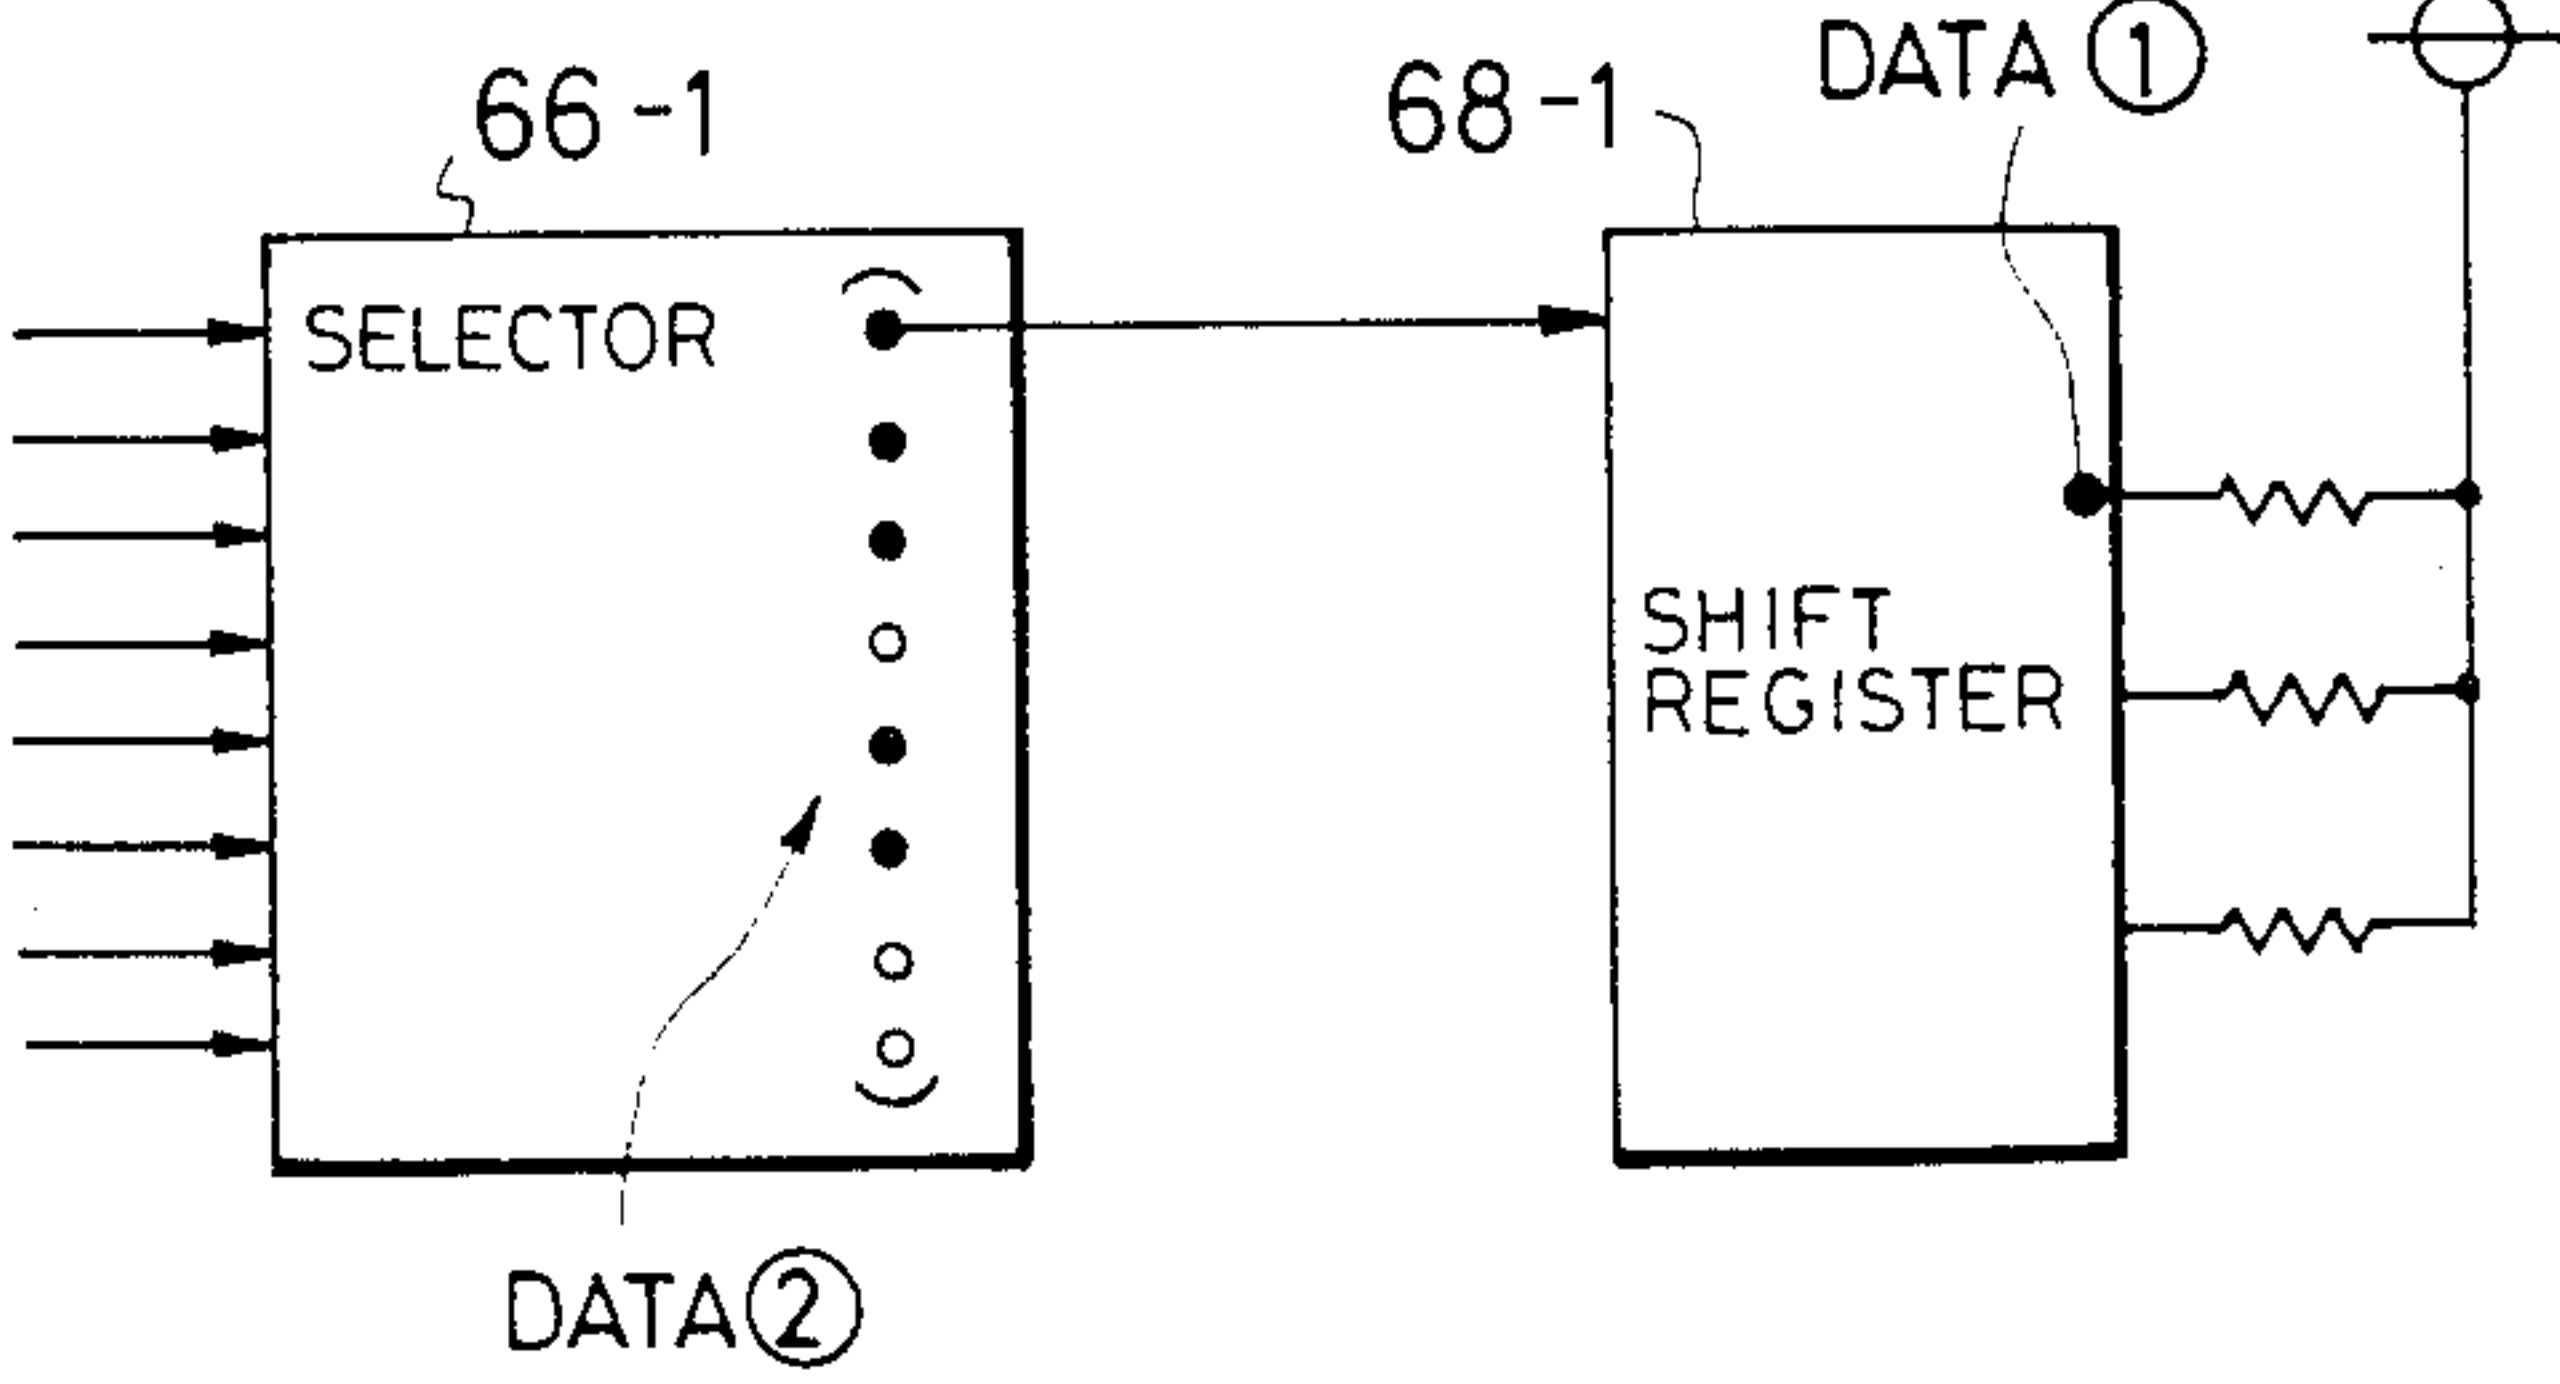 66-1
68-1
DATA ①
SELECTOR
SHIFT
REGISTER
DATA②